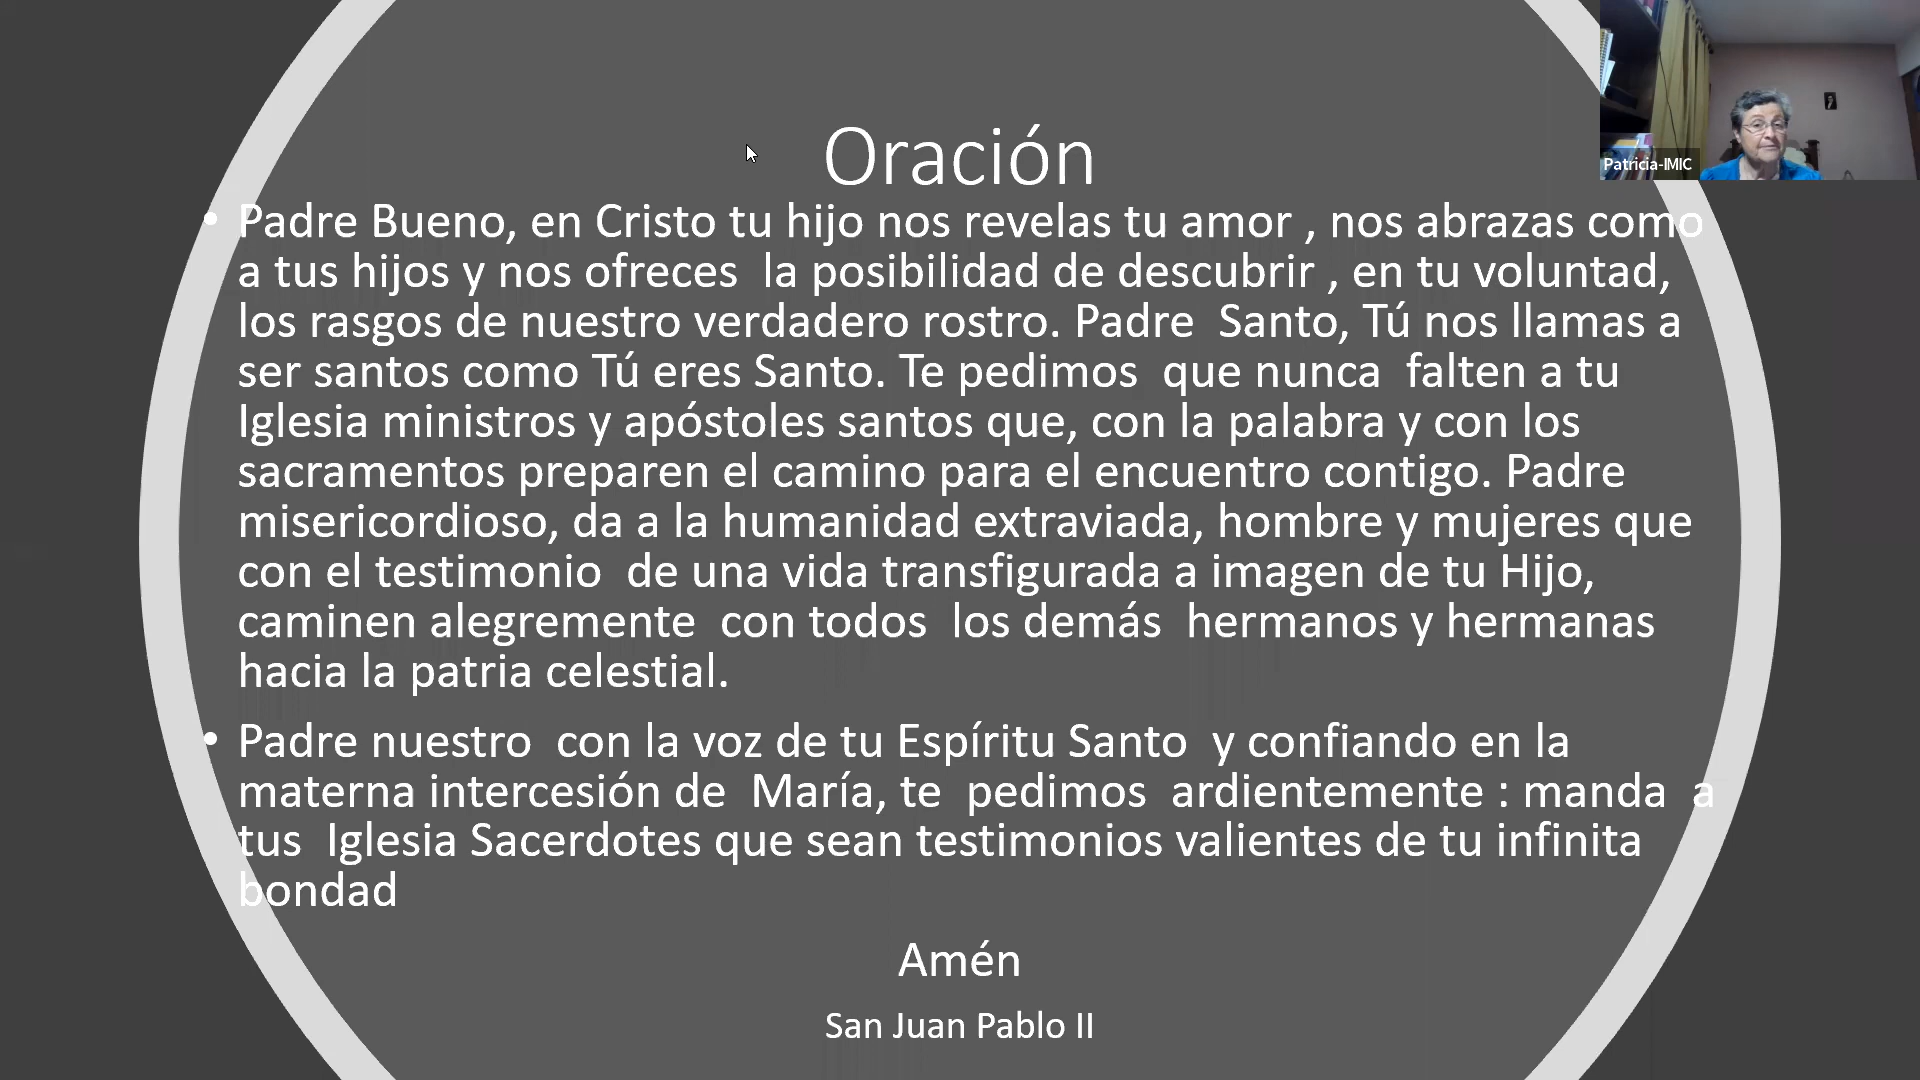 Oración
• Padre Bueno, en Cristo tu hijo nos revelas tu amor , nos abrazas como
a tus hijos y nos ofreces  la posibilidad de descubrir , en tu voluntad,
los rasgos de nuestro verdadero rostro. Padre  Santo, Tú nos llamas a
ser santos como Tú eres Santo. Te pedimos  que nunca  falten a tu
Iglesia ministros y apóstoles santos que, con la palabra y con los
sacramentos preparen el camino para el encuentro contigo. Padre
misericordioso, da a la humanidad extraviada, hombre y mujeres que
con el testimonio  de una vida transfigurada a imagen de tu Hijo,
caminen alegremente  con todos  los demás  hermanos y hermanas
hacia la patria celestial.
• Padre nuestro  con la voz de tu Espíritu Santo  y confiando en la
materna intercesión de  María, te  pedimos  ardientemente : manda  a
tus  Iglesia Sacerdotes que sean testimonios valientes de tu infinita
bondad
Amén
San Juan Pablo II
Patricia-IMIC